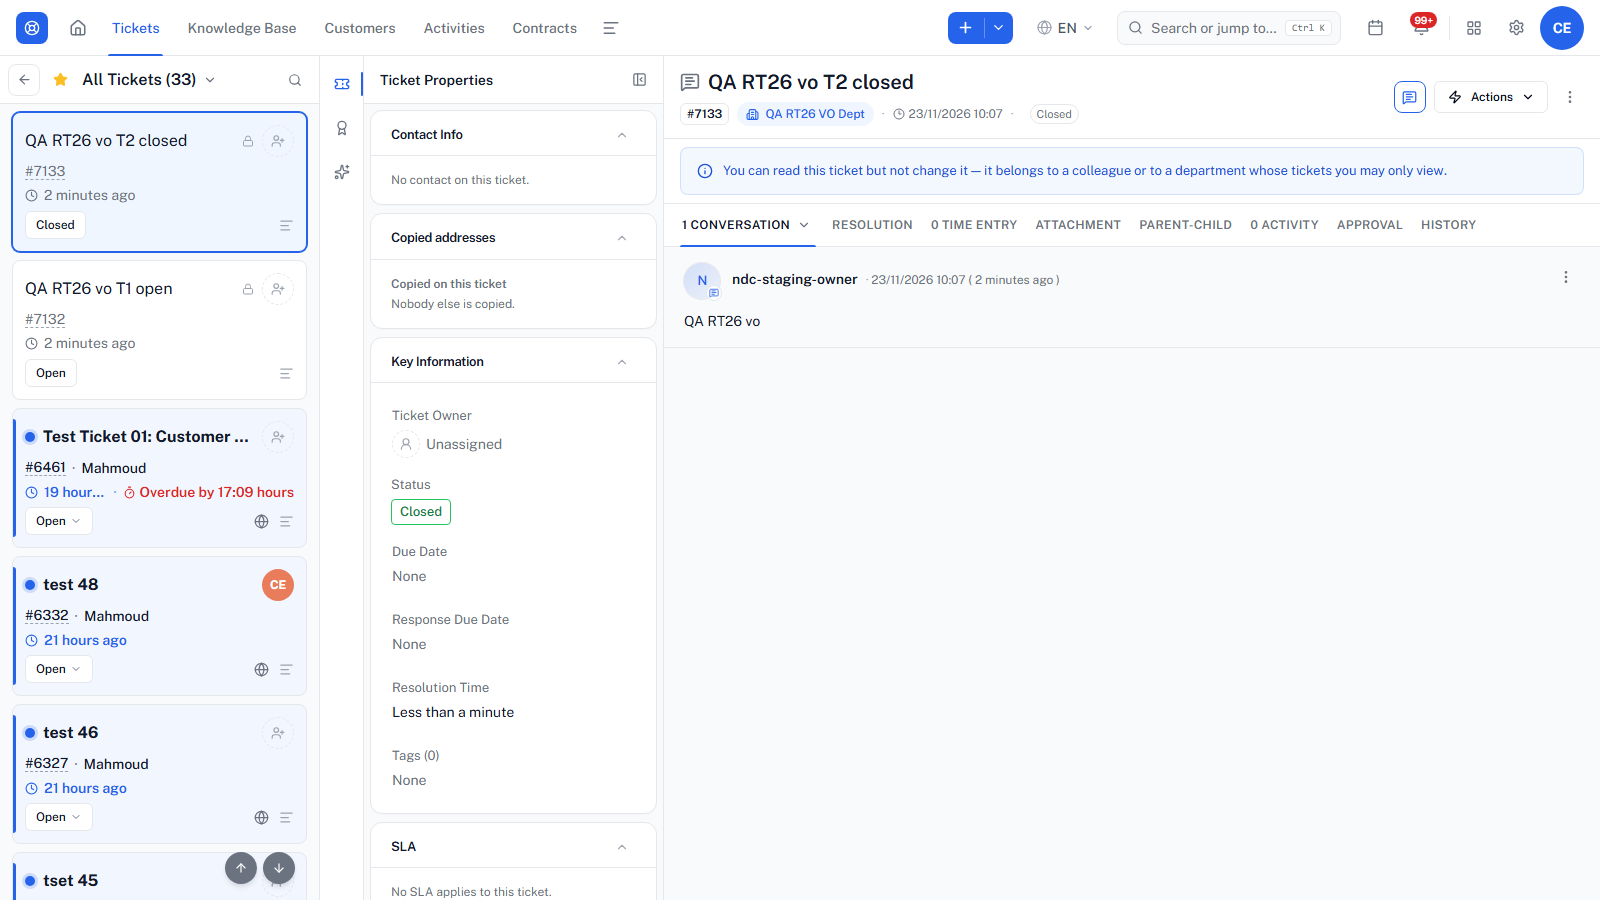 Tickets
Knowledge Base
Customers
Activities
Contracts
EN
Search or jump to...
Ctrl K
99+
CE
All Tickets (33)
QA RT26 vo T2 closed
#7133
2 minutes ago
Closed
QA RT26 vo T1 open
#7132
2 minutes ago
Open
Test Ticket 01: Customer ...
#6461 · Mahmoud
19 hour... · Overdue by 17:09 hours
Open
test 48
CE
#6332 · Mahmoud
21 hours ago
Open
test 46
#6327 · Mahmoud
21 hours ago
Open
tset 45
Ticket Properties
Contact Info
No contact on this ticket.
Copied addresses
Copied on this ticket
Nobody else is copied.
Key Information
Ticket Owner
Unassigned
Status
Closed
Due Date
None
Response Due Date
None
Resolution Time
Less than a minute
Tags (0)
None
SLA
No SLA applies to this ticket.
QA RT26 vo T2 closed
#7133 QA RT26 VO Dept · 23/11/2026 10:07 · Closed
Actions
You can read this ticket but not change it — it belongs to a colleague or to a department whose tickets you may only view.
1 CONVERSATION RESOLUTION 0 TIME ENTRY ATTACHMENT PARENT-CHILD 0 ACTIVITY APPROVAL HISTORY
N
ndc-staging-owner · 23/11/2026 10:07 ( 2 minutes ago )
QA RT26 vo